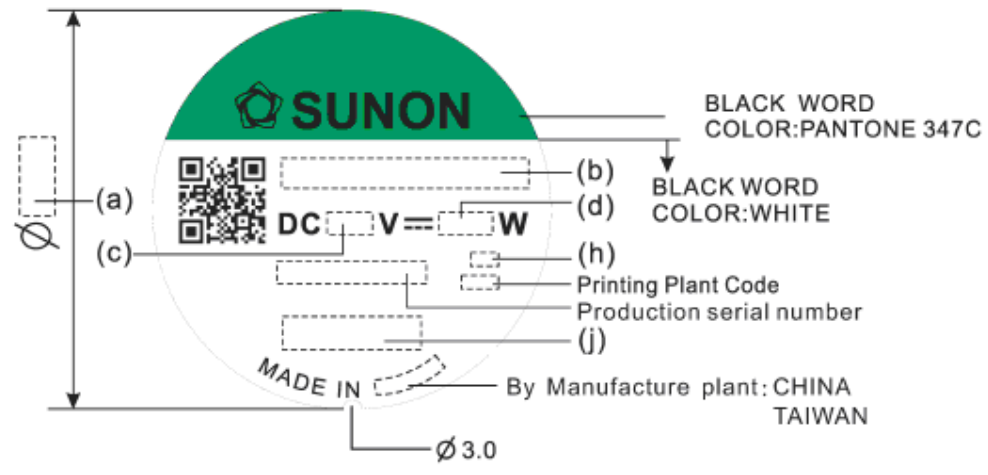 SUNON
BLACK WORD
COLOR:PANTONE 347C
BLACK WORD
COLOR:WHITE
(a)
Ø
(b)
(d)
DC V W
(c)
(h)
Printing Plant Code
Production serial number
(j)
MADE IN
By Manufacture plant: CHINA
TAIWAN
Ø 3.0